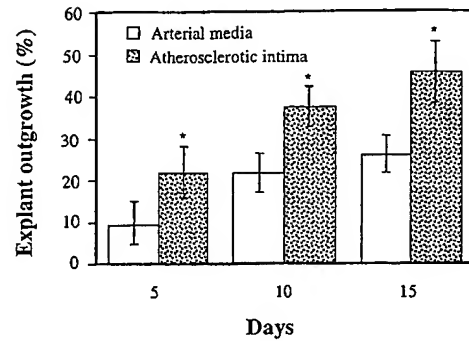 60
50
40
30
20
10
0
Explant outgrowth (%)
Arterial media
Atherosclerotic intima
*
*
*
5 10 15
Days